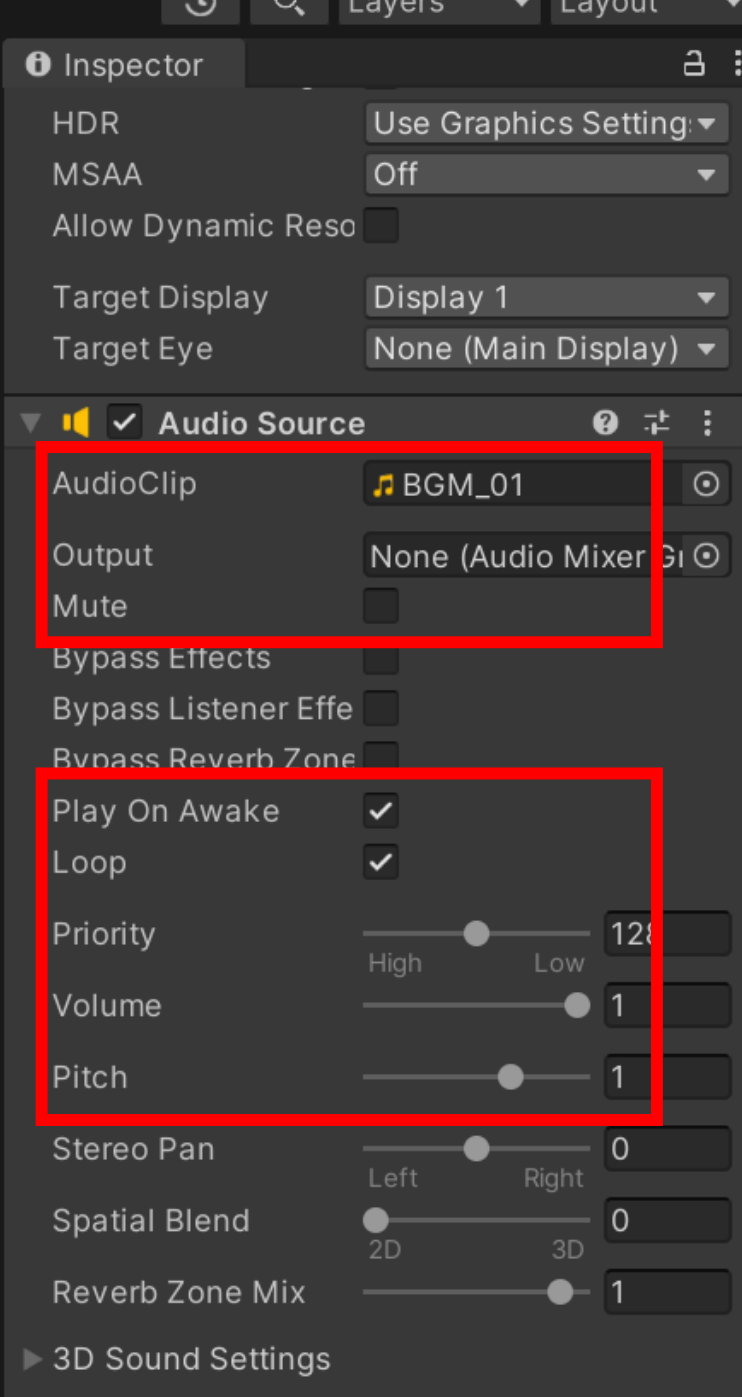 Layers
Layout
Inspector
HDR
Use Graphics Setting
MSAA
Off
Allow Dynamic Reso
Target Display
Display 1
Target Eye
None (Main Display)
Audio Source
AudioClip
BGM_01
Output
None (Audio Mixer Gr
Mute
Bypass Effects
Bypass Listener Effe
Bypass Reverb Zone
Play On Awake
Loop
Priority
128
High Low
Volume
1
Pitch
1
Stereo Pan
0
Left Right
Spatial Blend
0
2D 3D
Reverb Zone Mix
1
3D Sound Settings